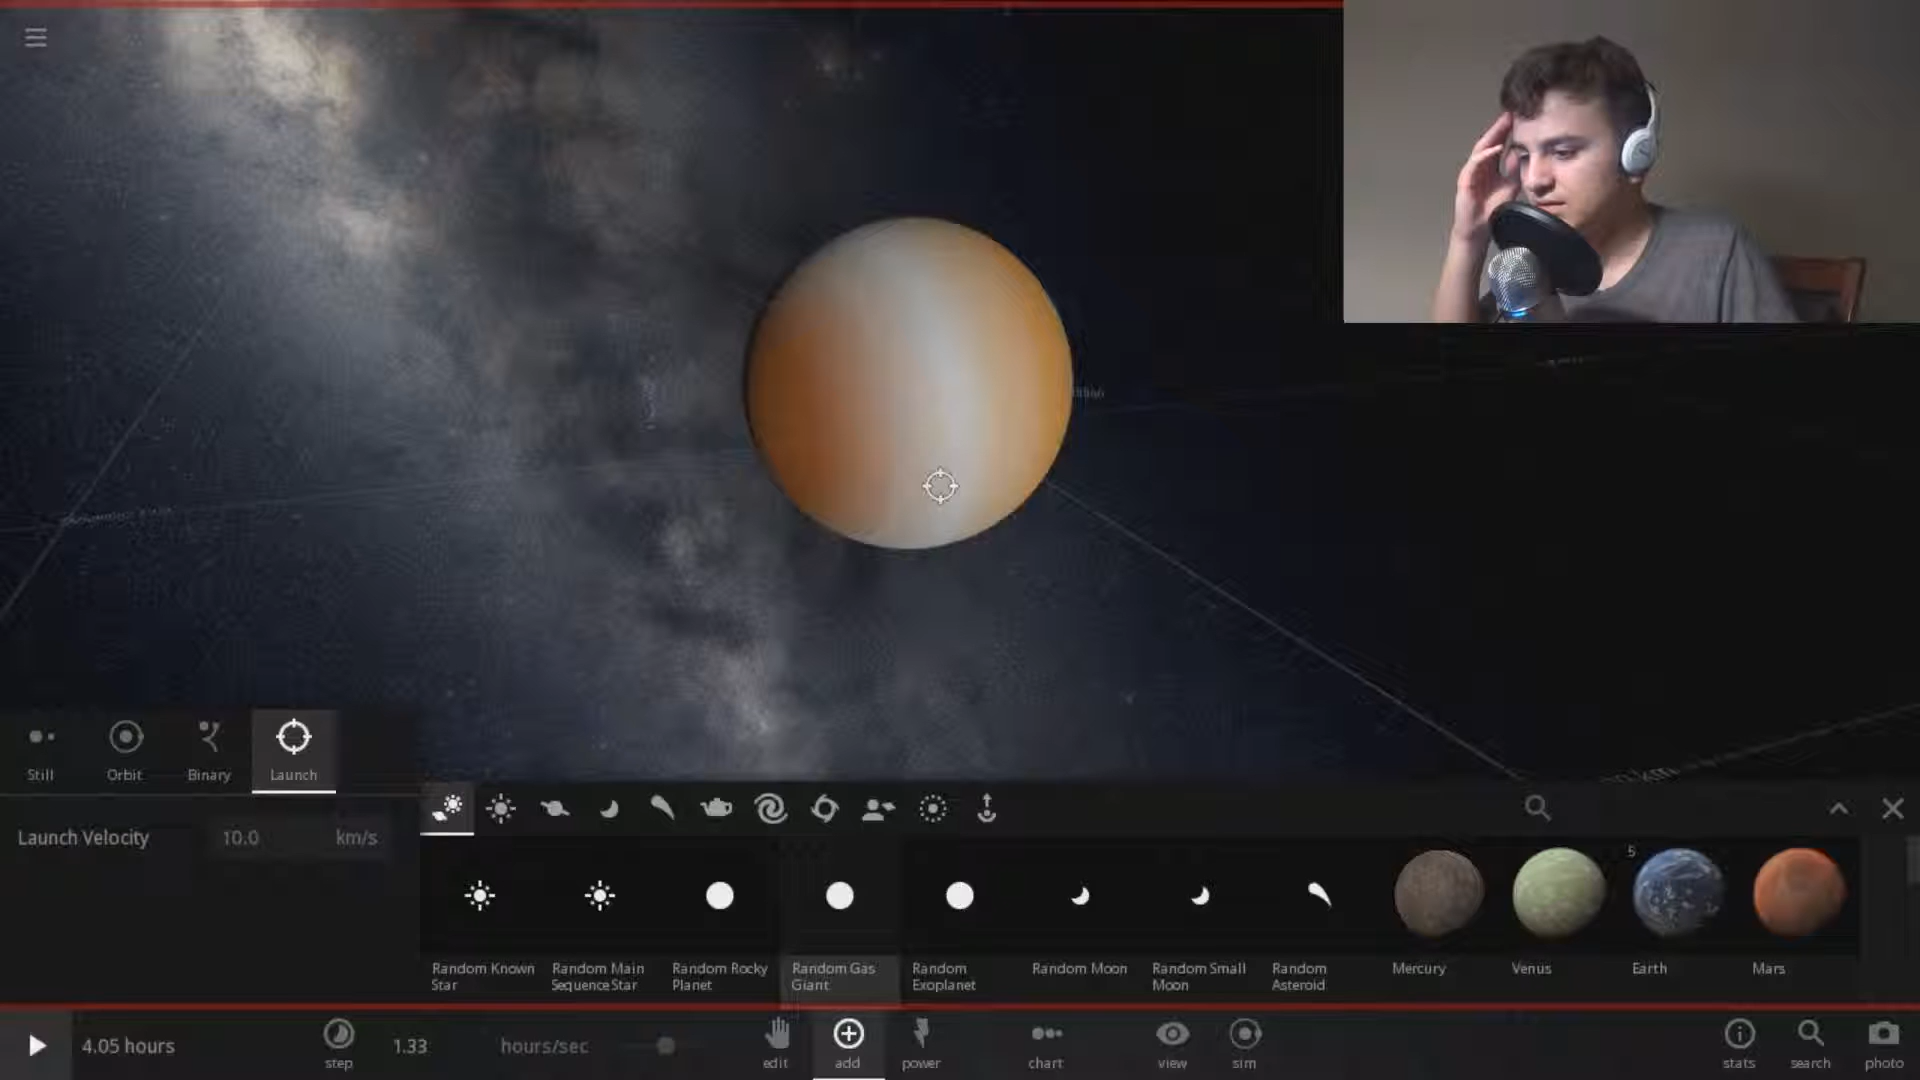 Still
Orbit
Binary
Launch
Launch Velocity
10.0
km/s
5
Random Known
Star
Random Main
Sequence Star
Random Rocky
Planet
Random Gas
Giant
Random
Exoplanet
Random Moon
Random Small
Moon
Random
Asteroid
Mercury
Venus
Earth
Mars
4.05 hours
step
1.33
hours/sec
edit
add
power
chart
view
sim
stats
search
photo